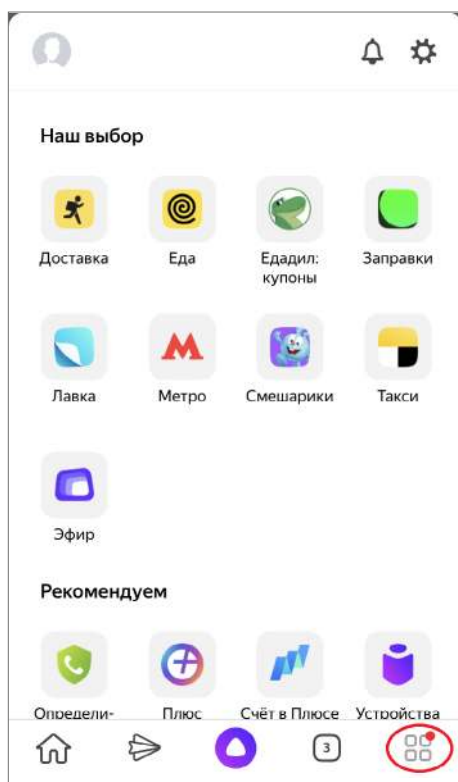 Наш выбор
Доставка
Еда
Едадил:
купоны
Заправки
Лавка
Метро
Смешарики
Такси
Эфир
Рекомендуем
Определи-
Плюс
Счёт в Плюсе
Устройства
3